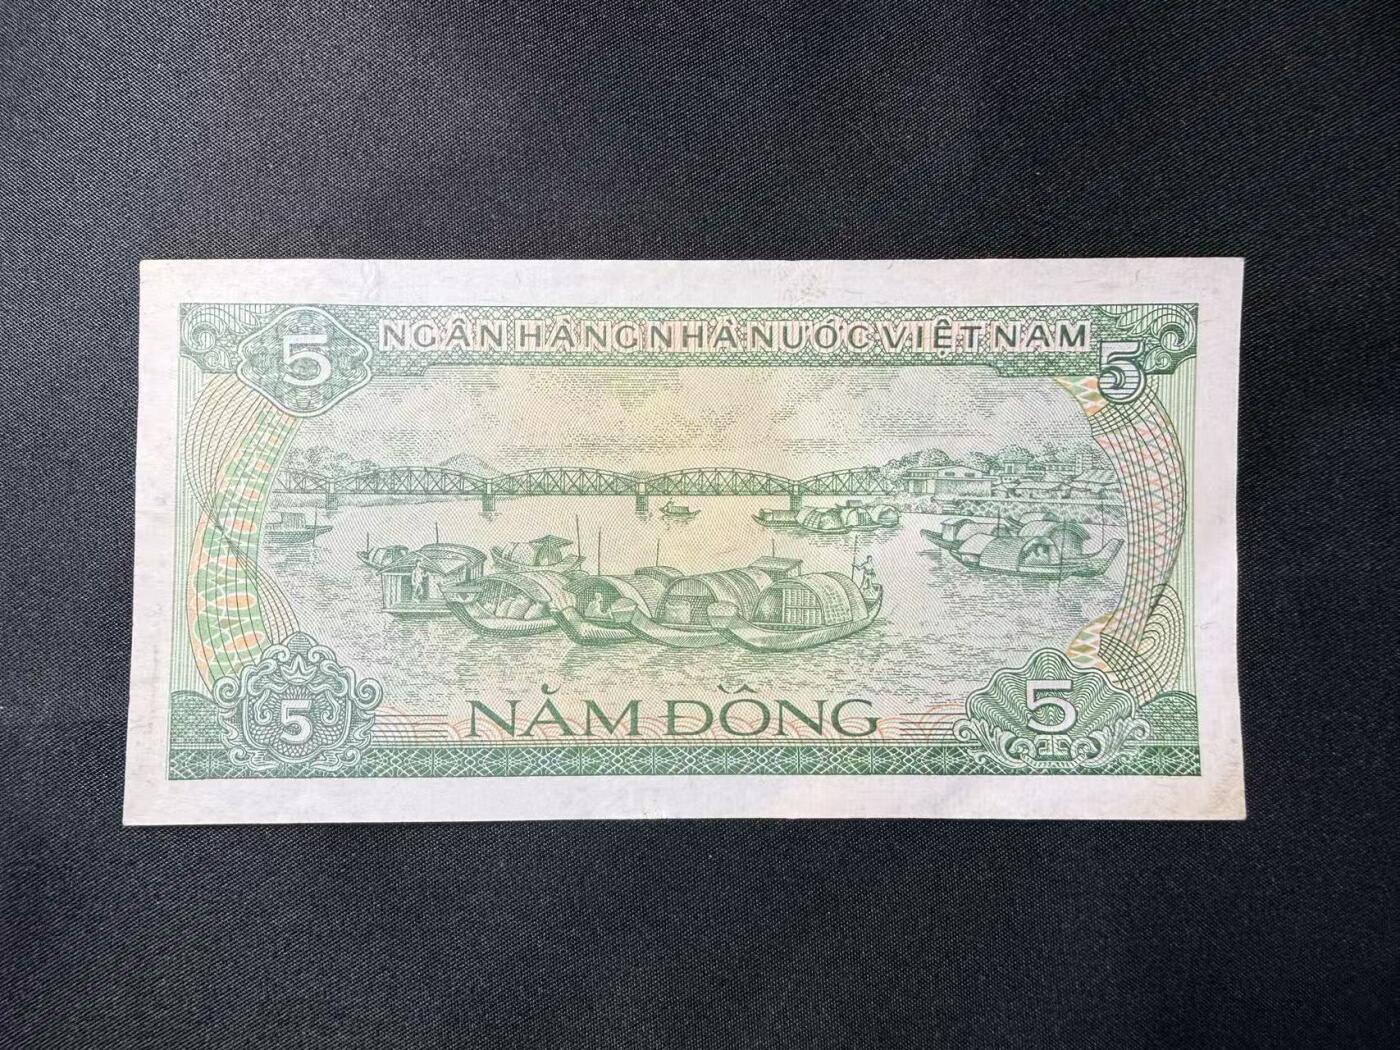 5 NGÂN HÀNG NHÀ NƯỚC VIỆT NAM 5
5 NĂM ĐỒNG 5